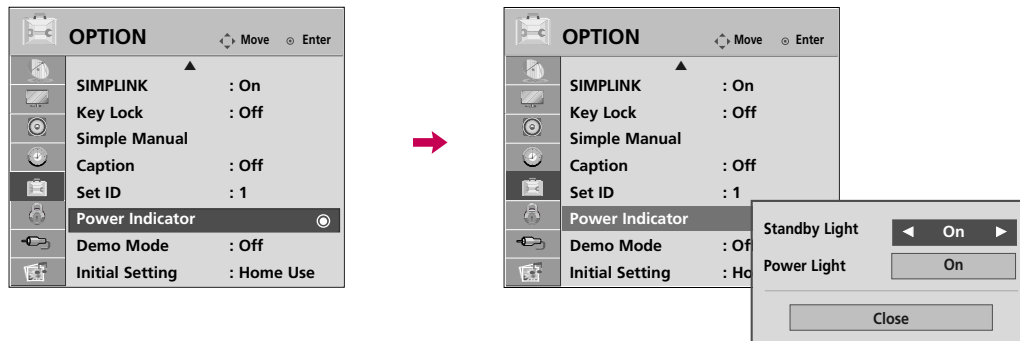 OPTION Move Enter
SIMPLINK : On
Key Lock : Off
Simple Manual
Caption : Off
Set ID : 1
Power Indicator
Demo Mode : Off
Initial Setting : Home Use
OPTION Move Enter
SIMPLINK : On
Key Lock : Off
Simple Manual
Caption : Off
Set ID : 1
Power Indicator
Demo Mode : Of
Initial Setting : Ho
Standby Light ◀ On ▶
Power Light On
Close